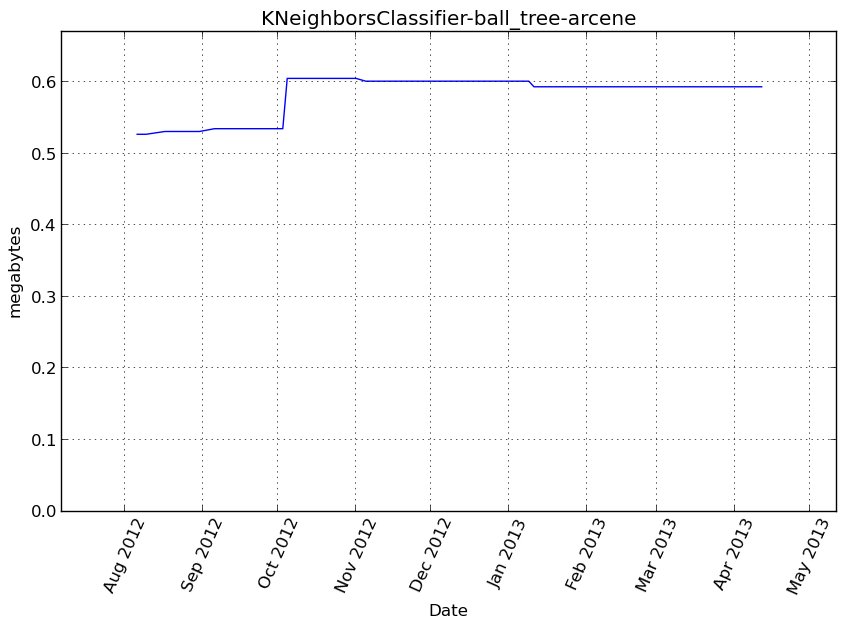 KNeighborsClassifier-ball_tree-arcene
megabytes
0.6
0.5
0.4
0.3
0.2
0.1
0.0
Aug 2012
Sep 2012
Oct 2012
Nov 2012
Dec 2012
Jan 2013
Feb 2013
Mar 2013
Apr 2013
May 2013
Date